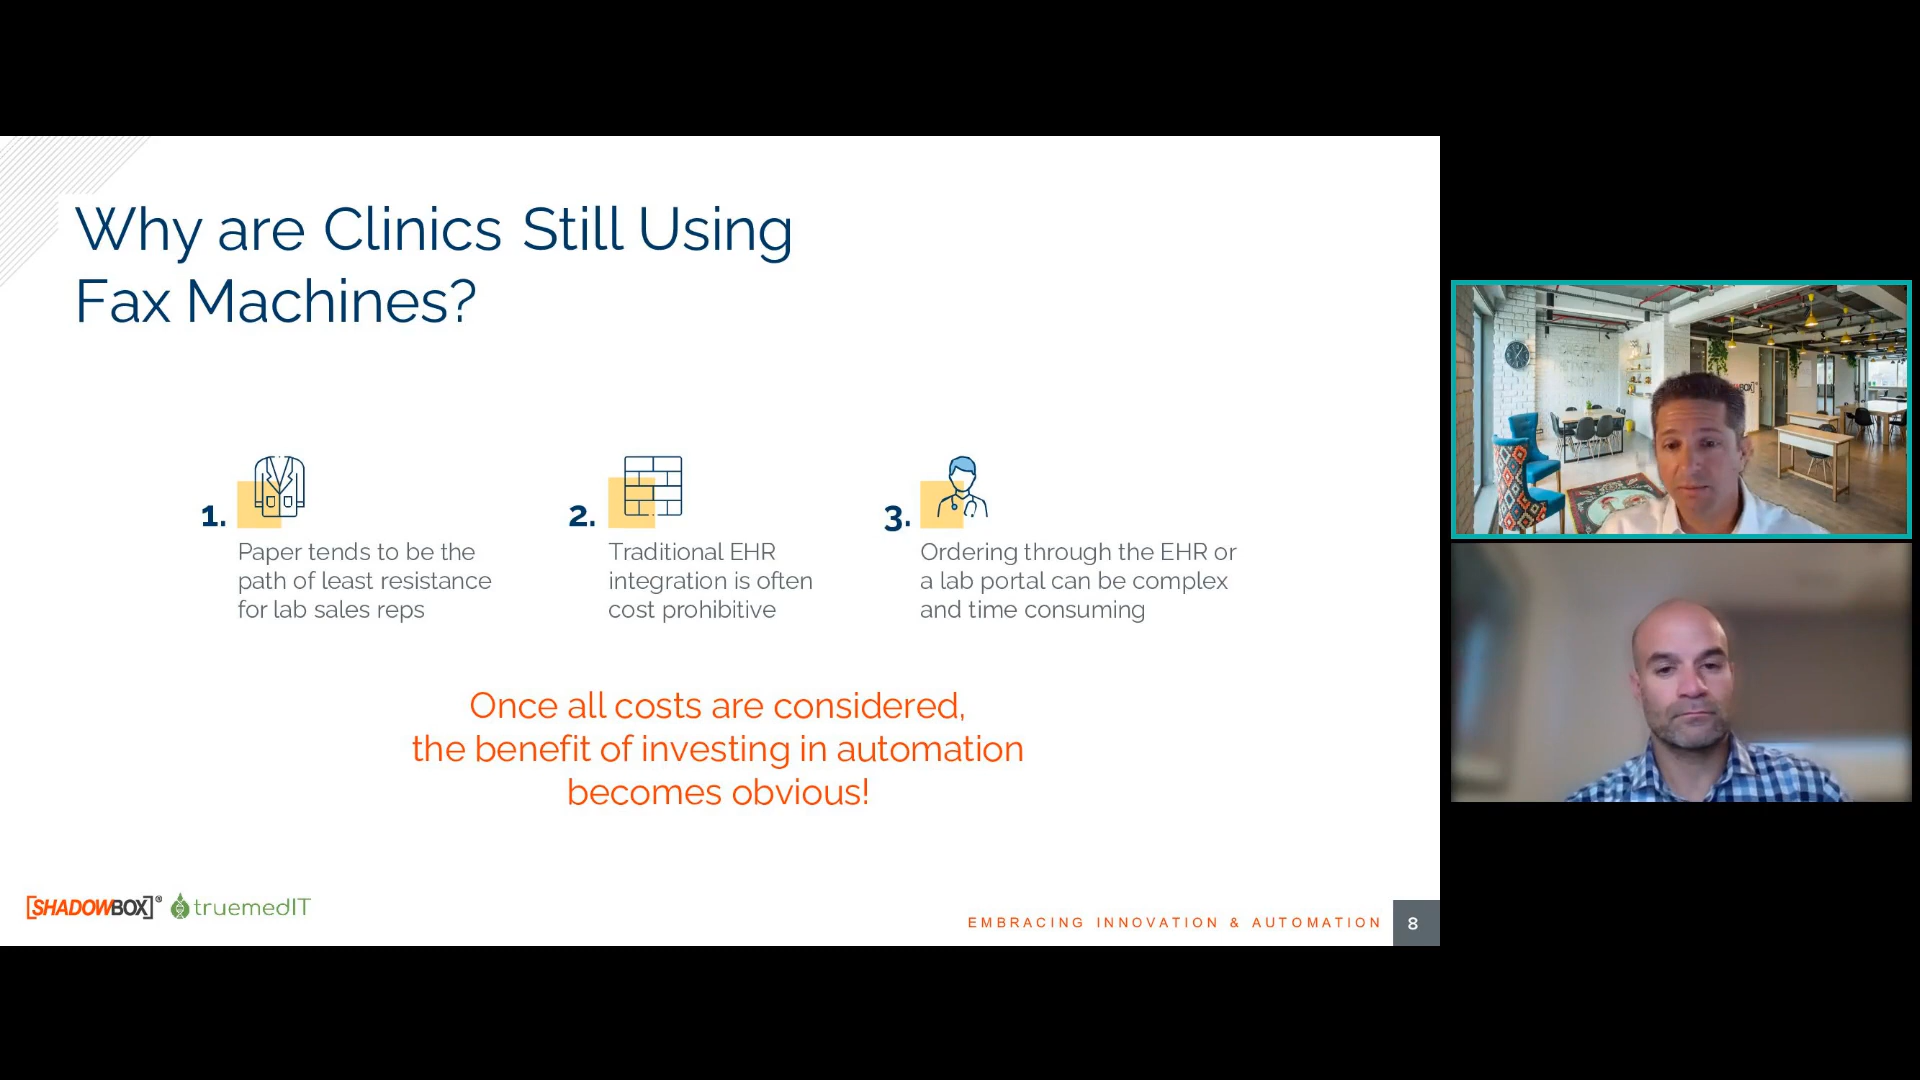 Why are Clinics Still Using
Fax Machines?
1.
Paper tends to be the
path of least resistance
for lab sales reps
2.
Traditional EHR
integration is often
cost prohibitive
3.
Ordering through the EHR or
a lab portal can be complex
and time consuming
Once all costs are considered,
the benefit of investing in automation
becomes obvious!
[SHADOWBOX]® truemedIT
EMBRACING INNOVATION & AUTOMATION 8